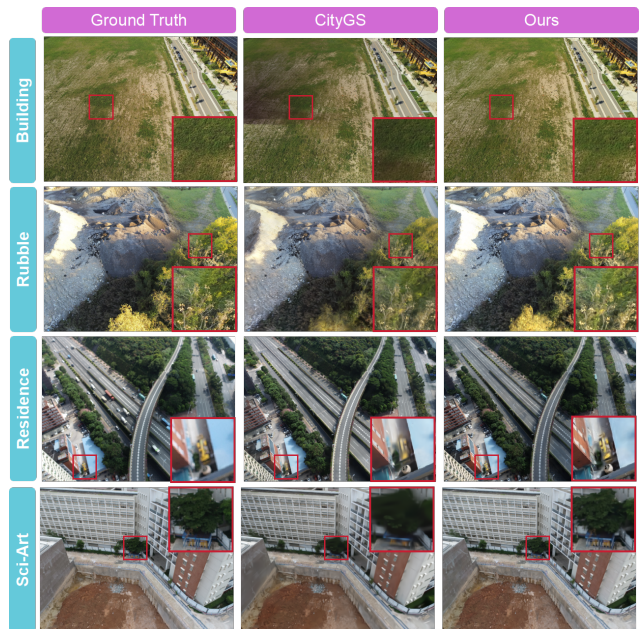 Ground Truth
CityGS
Ours
Building
Rubble
Residence
Sci-Art